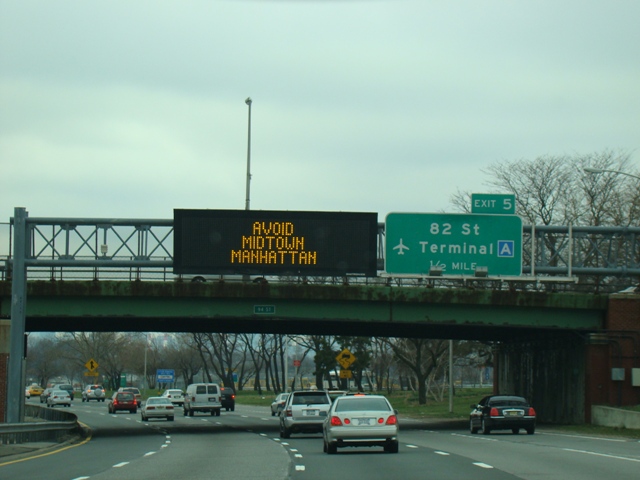 AVOID
MIDTOWN
MANHATTAN
EXIT 5
82 St
Terminal A
1/2 MILE